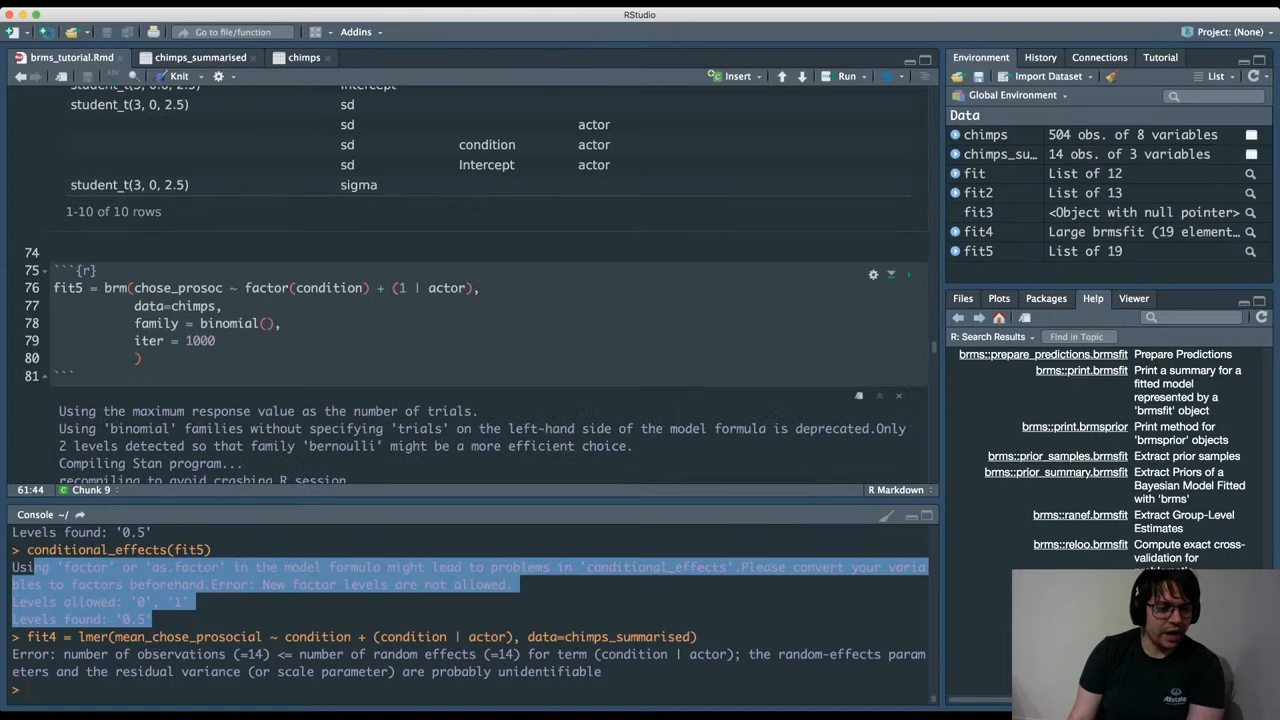 RStudio
Go to file/function
Addins
Project: (None)
brms_tutorial.Rmd
chimps_summarised
chimps
Knit
Insert
Run
student_t(3, 0, 2.5)
sd
actor
sd
condition
actor
sd
Intercept
actor
student_t(3, 0, 2.5)
sigma
1-10 of 10 rows
74
75 ```{r}
76 fit5 = brm(chose_prosoc ~ factor(condition) + (1 | actor),
77 data=chimps,
78 family = binomial(),
79 iter = 1000
80 )
81 ```
Using the maximum response value as the number of trials.
Using 'binomial' families without specifying 'trials' on the left-hand side of the model formula is deprecated.Only
2 levels detected so that family 'bernoulli' might be a more efficient choice.
Compiling Stan program...
recompiling to avoid crashing R session
61:44
Chunk 9
R Markdown
Console ~/
Levels found: '0.5'
> conditional_effects(fit5)
Using 'factor' or 'as.factor' in the model formula might lead to problems in 'conditional_effects'.Please convert your varia
bles to factors beforehand.Error: New factor levels are not allowed.
Levels allowed: '0', '1'
Levels found: '0.5'
> fit4 = lmer(mean_chose_prosocial ~ condition + (condition | actor), data=chimps_summarised)
Error: number of observations (=14) <= number of random effects (=14) for term (condition | actor); the random-effects param
eters and the residual variance (or scale parameter) are probably unidentifiable
>
Environment
History
Connections
Tutorial
Import Dataset
List
Global Environment
Data
chimps 504 obs. of 8 variables
chimps_su… 14 obs. of 3 variables
fit List of 12
fit2 List of 13
fit3 <Object with null pointer>
fit4 Large brmsfit (19 element…
fit5 List of 19
Files
Plots
Packages
Help
Viewer
R: Search Results
Find in Topic
brms::prepare_predictions.brmsfit Prepare Predictions
brms::print.brmsfit Print a summary for a
fitted model
represented by a
'brmsfit' object
brms::print.brmsprior Print method for
'brmsprior' objects
brms::prior_samples.brmsfit Extract prior samples
brms::prior_summary.brmsfit Extract Priors of a
Bayesian Model Fitted
with 'brms'
brms::ranef.brmsfit Extract Group-Level
Estimates
brms::reloo.brmsfit Compute exact cross-
validation for
Allstate